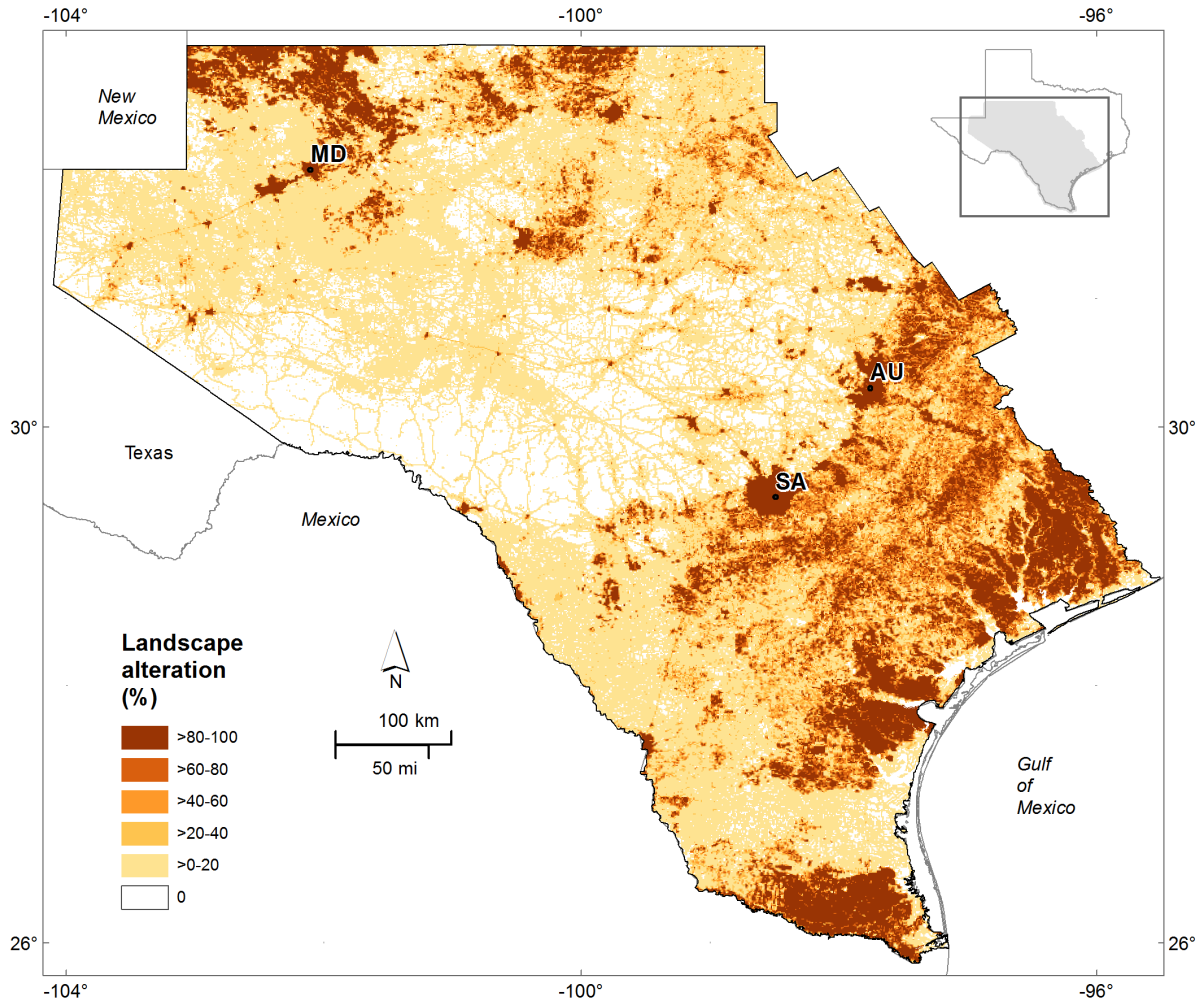 -104°
-100°
-96°
New
Mexico
MD
AU
30°
30°
Texas
SA
Mexico
Landscape
alteration
(%)
N
100 km
50 mi
>80-100
>60-80
>40-60
>20-40
>0-20
0
Gulf
of
Mexico
26°
26°
-104°
-100°
-96°